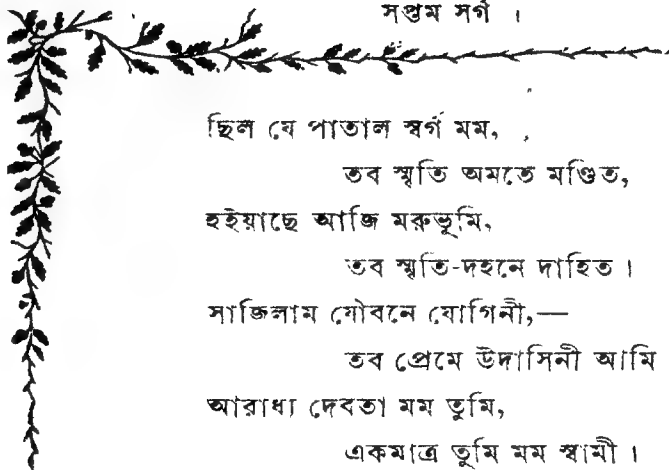 সপ্তম সর্গ ।
ছিল যে পাতাল স্বর্গ মম,
তব স্মৃতি অমতে মণ্ডিত,
হইয়াছে আজি মরুভূমি,
তব স্মৃতি-দহনে দাহিত ।
সাজিলাম যৌবনে যোগিনী,—
তব প্রেমে উদাসিনী আমি
আরাধ্য দেবতা মম তুমি,
একমাত্র তুমি মম স্বামী ।